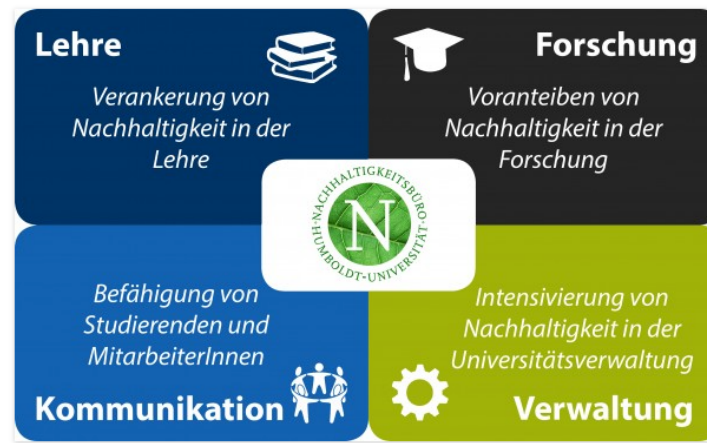 Lehre
Verankerung von
Nachhaltigkeit in der
Lehre
Forschung
Voranteiben von
Nachhaltigkeit in der
Forschung
·NACHHALTIGKEITSBÜRO·
HUMBOLDT-UNIVERSITÄT
N
Befähigung von
Studierenden und
MitarbeiterInnen
Kommunikation
Intensivierung von
Nachhaltigkeit in der
Universitätsverwaltung
Verwaltung